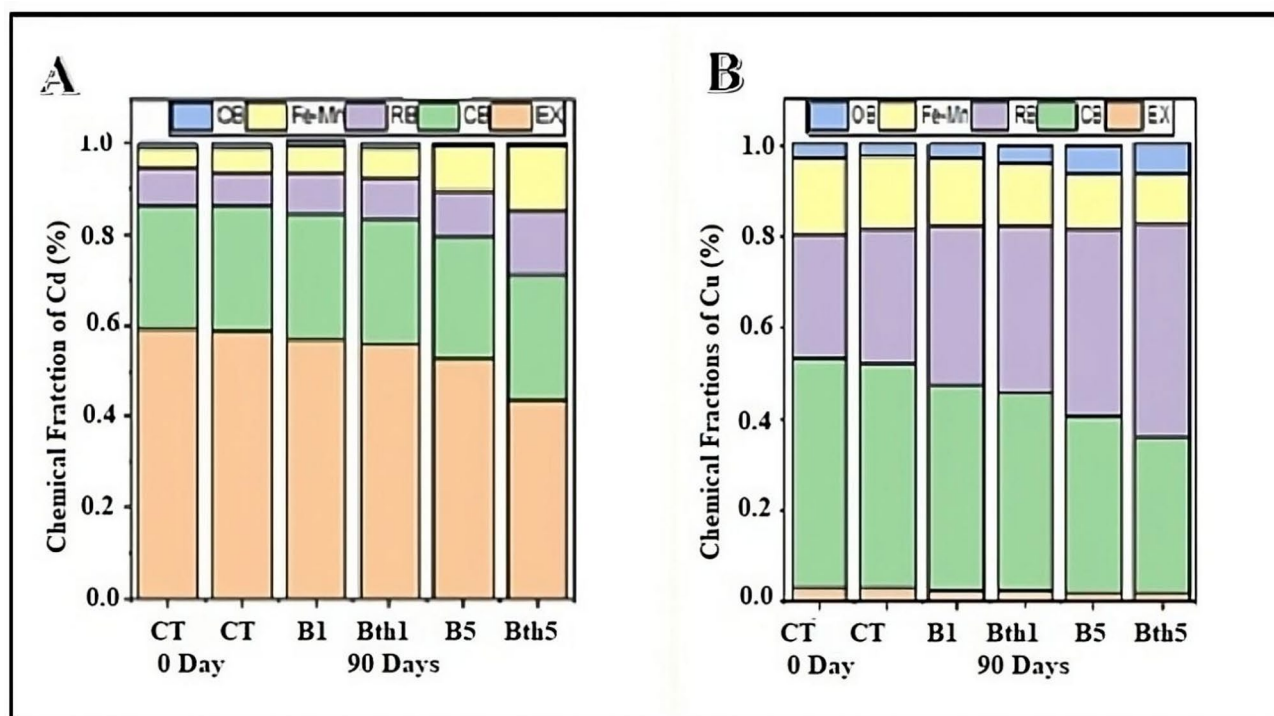 A
OB Fe-Mn RB CB EX
Chemical Fratction of Cd (%)
1.0
0.8
0.6
0.4
0.2
0.0
CT CT B1 Bth1 B5 Bth5
0 Day 90 Days
B
OB Fe-Mn RB CB EX
Chemical Fractions of Cu (%)
1.0
0.8
0.6
0.4
0.2
0.0
CT CT B1 Bth1 B5 Bth5
0 Day 90 Days